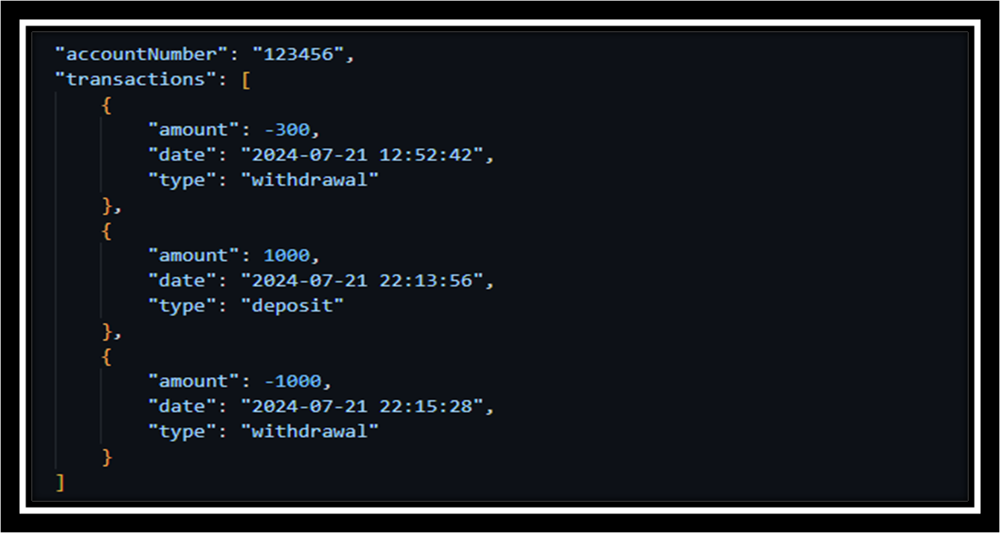 "accountNumber": "123456",
"transactions": [
{
"amount": -300,
"date": "2024-07-21 12:52:42",
"type": "withdrawal"
},
{
"amount": 1000,
"date": "2024-07-21 22:13:56",
"type": "deposit"
},
{
"amount": -1000,
"date": "2024-07-21 22:15:28",
"type": "withdrawal"
}
]